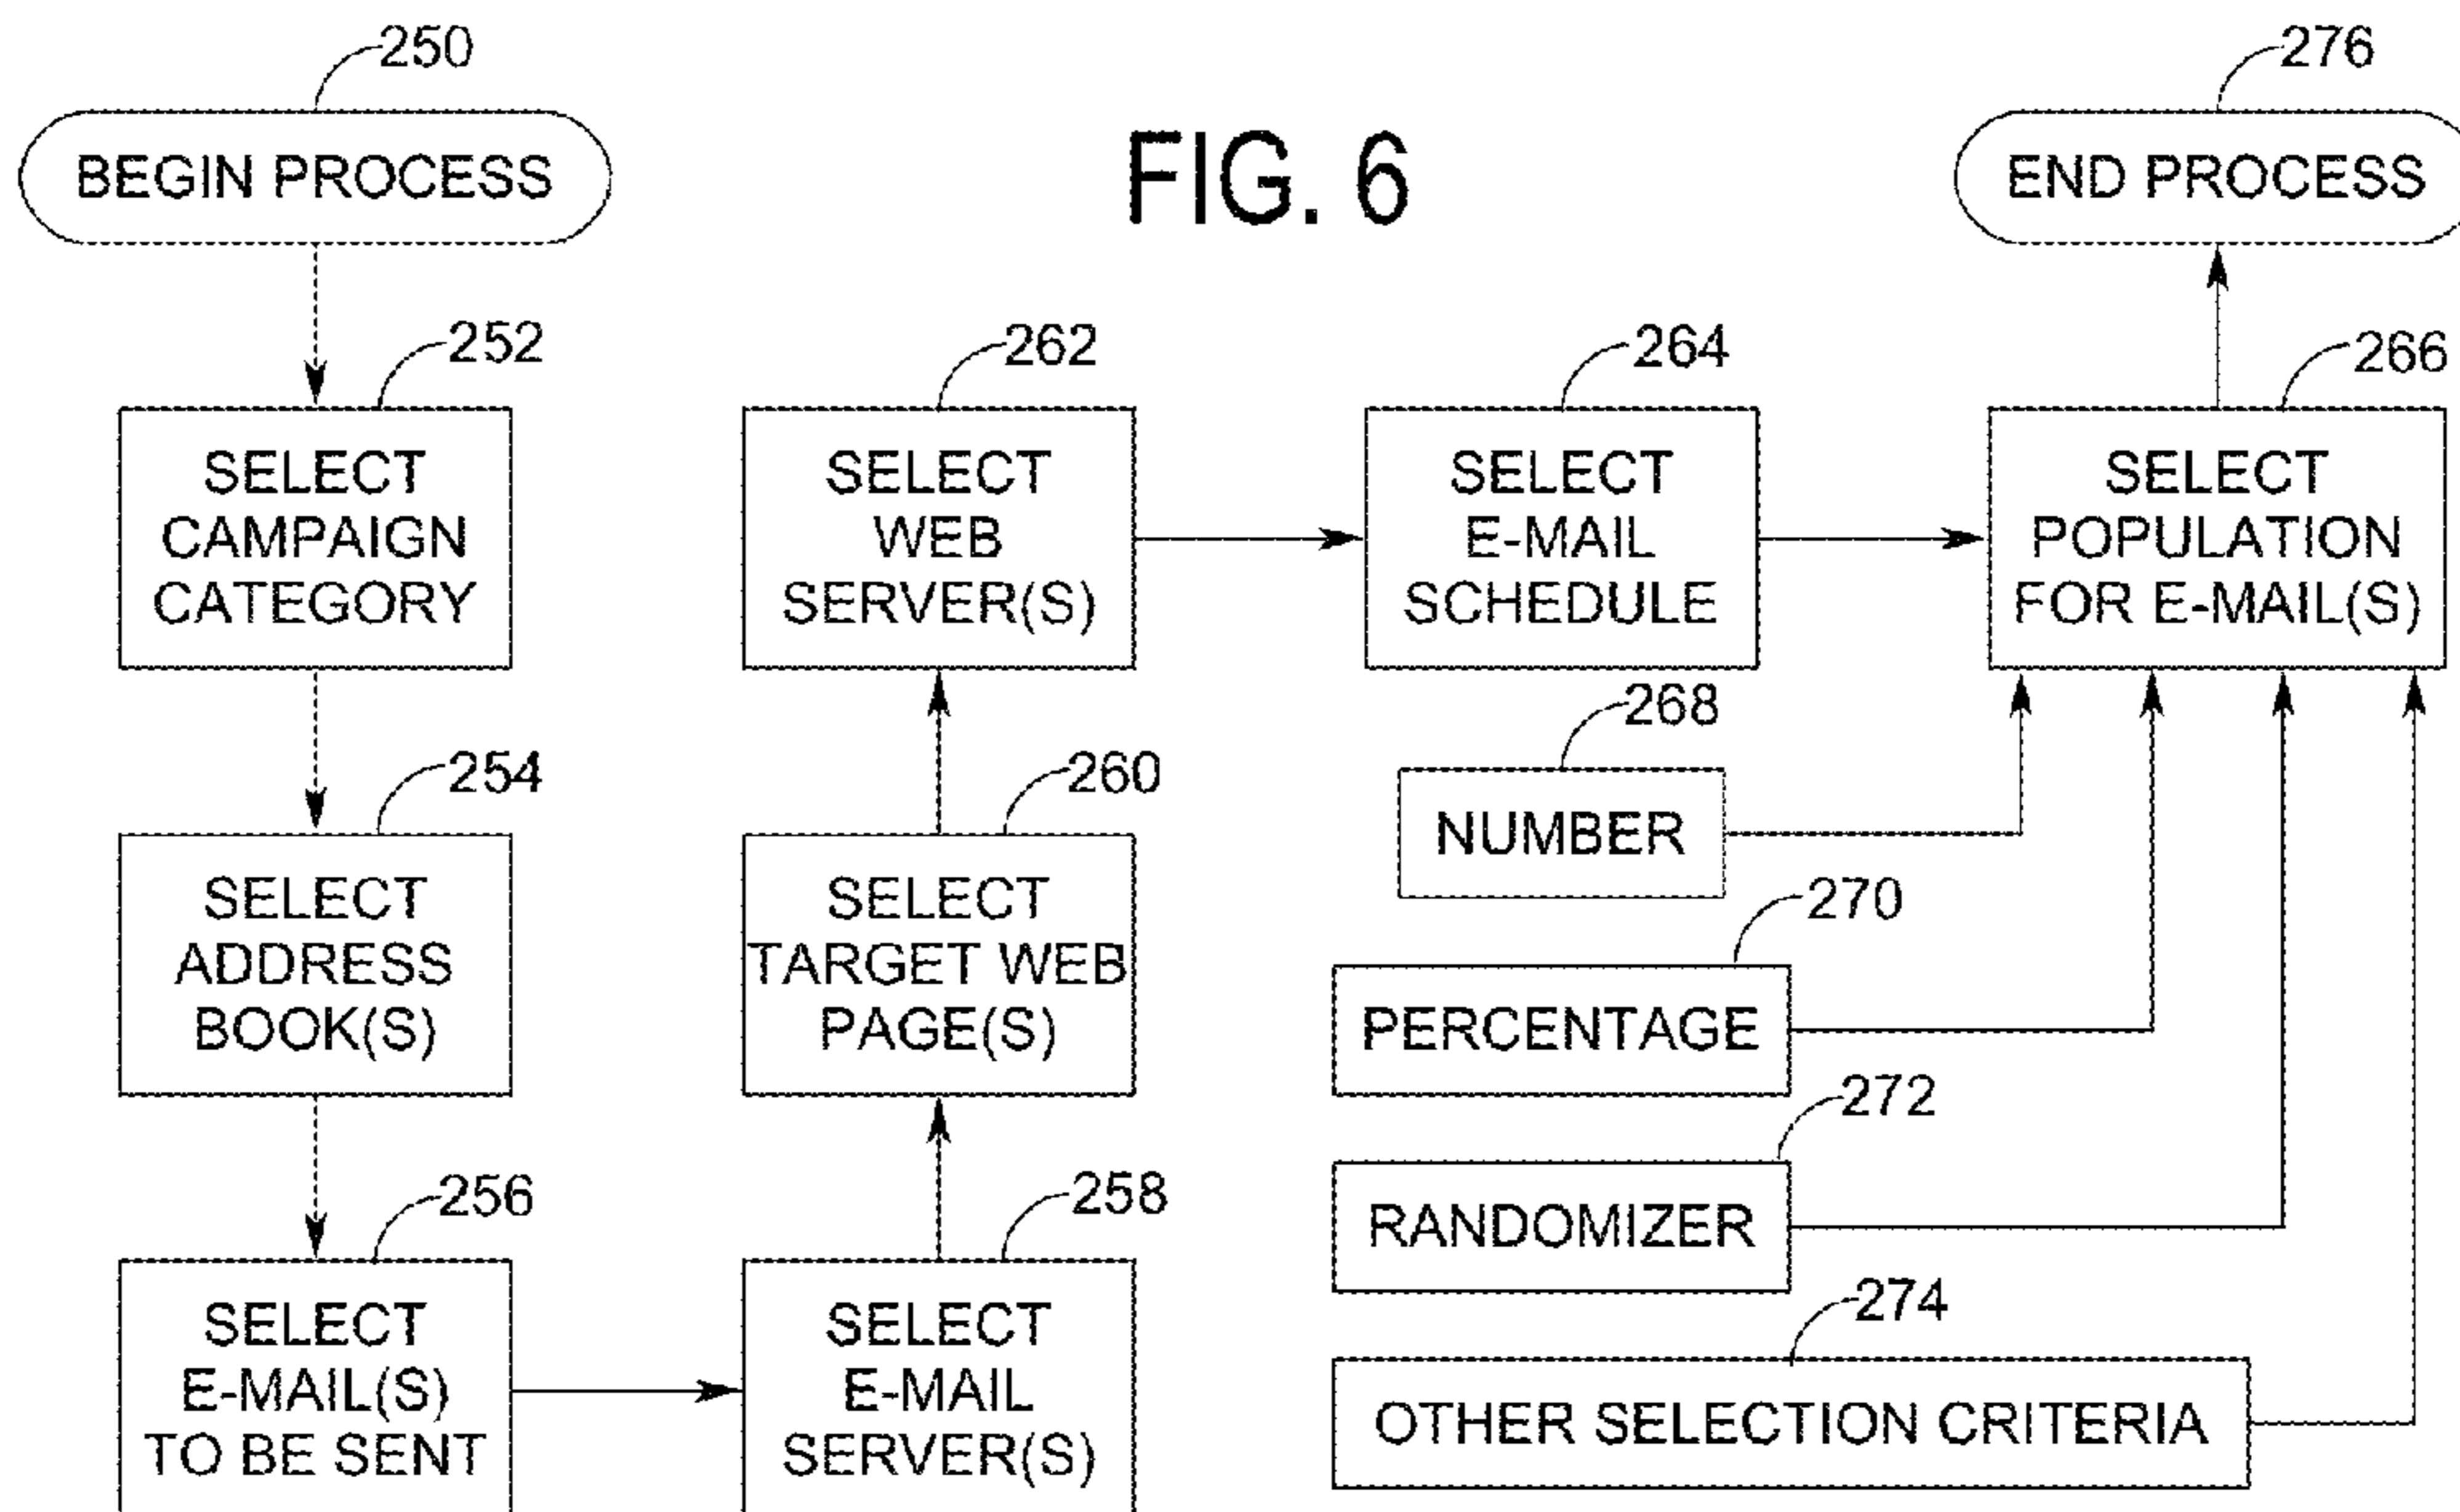 FIG. 6
250
BEGIN PROCESS
252
SELECT
CAMPAIGN
CATEGORY
254
SELECT
ADDRESS
BOOK(S)
256
SELECT
E-MAIL(S)
TO BE SENT
258
SELECT
E-MAIL
SERVER(S)
260
SELECT
TARGET WEB
PAGE(S)
262
SELECT
WEB
SERVER(S)
264
SELECT
E-MAIL
SCHEDULE
266
SELECT
POPULATION
FOR E-MAIL(S)
268
NUMBER
270
PERCENTAGE
272
RANDOMIZER
274
OTHER SELECTION CRITERIA
276
END PROCESS